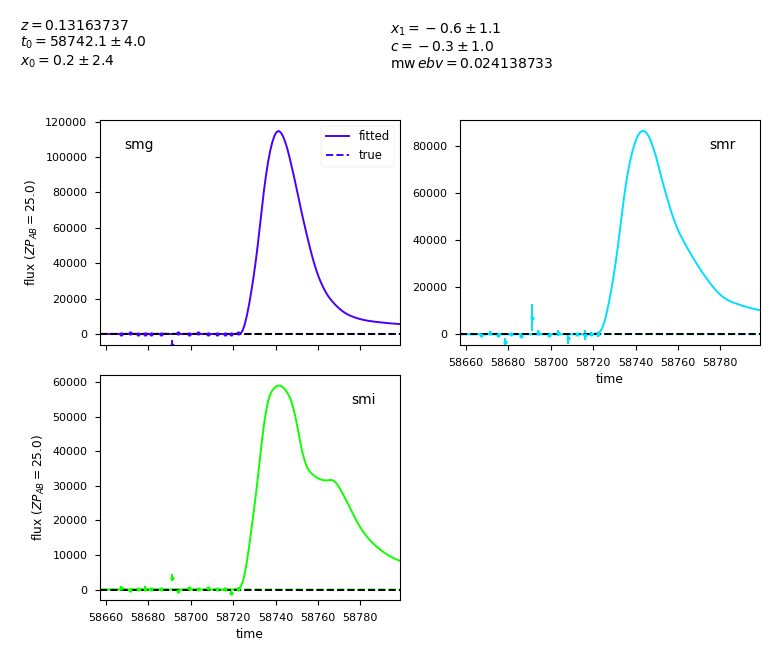 z = 0.13163737
t0 = 58742.1 ± 4.0
x0 = 0.2 ± 2.4
x1 = −0.6 ± 1.1
c = −0.3 ± 1.0
mw ebv = 0.024138733
120000
100000
80000
60000
40000
20000
0
flux (ZPAB = 25.0)
smg
fitted
true
80000
60000
40000
20000
0
smr
58660 58680 58700 58720 58740 58760 58780
time
60000
50000
40000
30000
20000
10000
0
flux (ZPAB = 25.0)
smi
58660 58680 58700 58720 58740 58760 58780
time